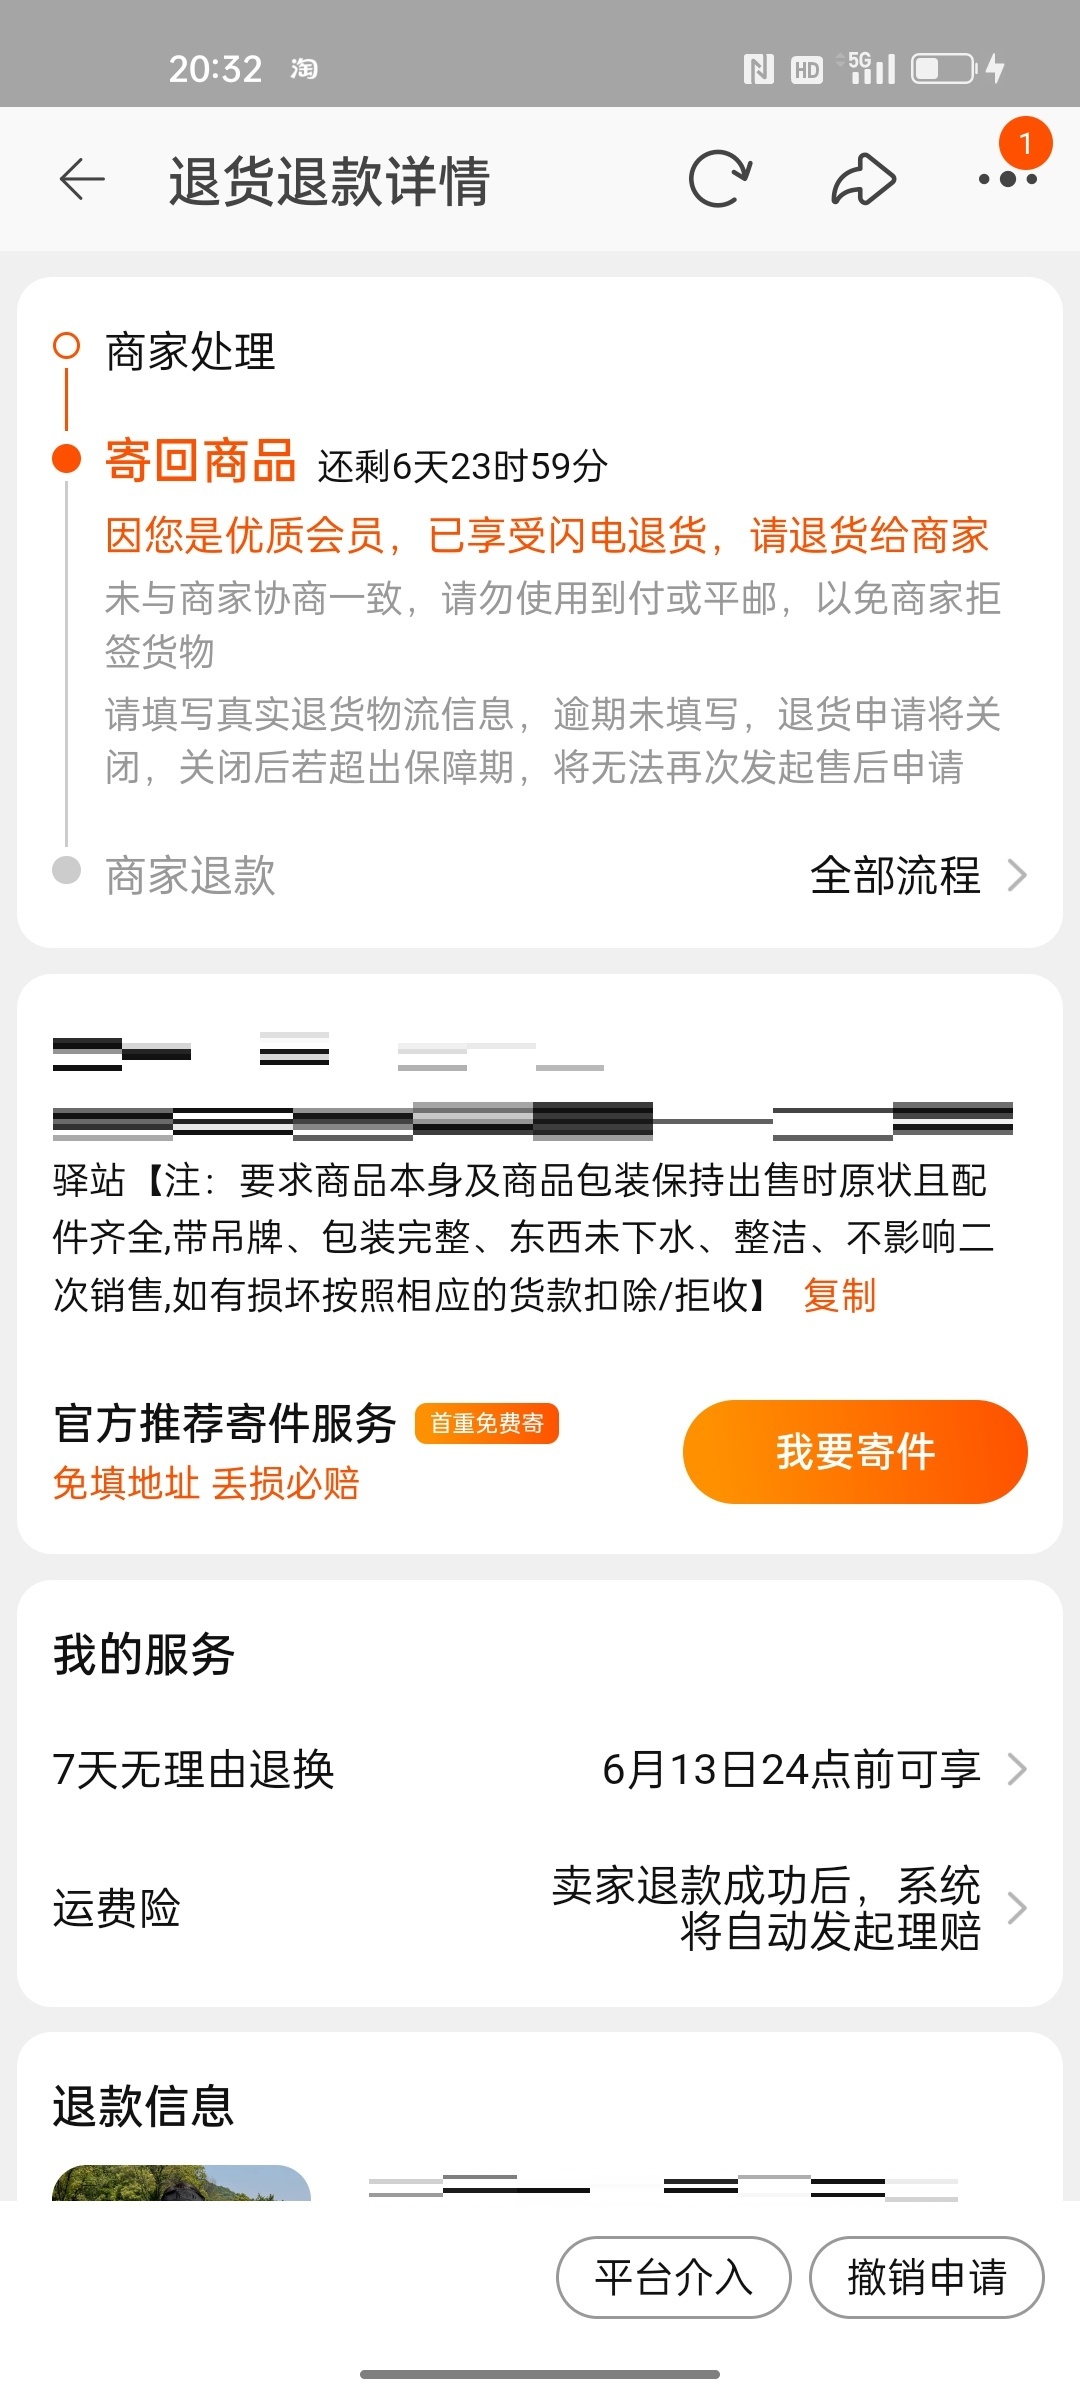 20:32 淘 HD 5G
退货退款详情 1
商家处理
寄回商品 还剩6天23时59分
因您是优质会员，已享受闪电退货，请退货给商家
未与商家协商一致，请勿使用到付或平邮，以免商家拒
签货物
请填写真实退货物流信息，逾期未填写，退货申请将关
闭，关闭后若超出保障期，将无法再次发起售后申请
商家退款 全部流程
驿站【注：要求商品本身及商品包装保持出售时原状且配
件齐全,带吊牌、包装完整、东西未下水、整洁、不影响二
次销售,如有损坏按照相应的货款扣除/拒收】 复制
官方推荐寄件服务 首重免费寄
免填地址 丢损必赔
我要寄件
我的服务
7天无理由退换 6月13日24点前可享
运费险 卖家退款成功后，系统
将自动发起理赔
退款信息
平台介入 撤销申请